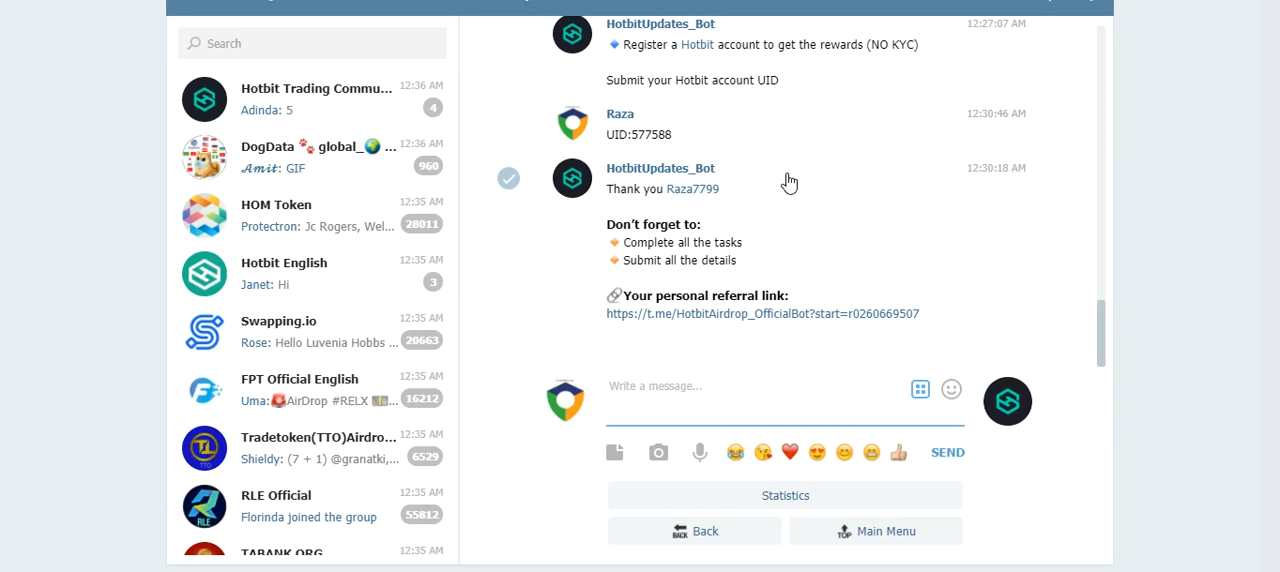 Search
Hotbit Trading Commu...
12:36 AM
Adinda: 5
4
DogData 🐾 global_🌍 ...
12:36 AM
𝓐𝓶𝓲𝓽: GIF
960
HOM Token
12:35 AM
Protectron: Jc Rogers, Wel...
28011
Hotbit English
12:35 AM
Janet: Hi
3
Swapping.io
12:35 AM
Rose: Hello Luvenia Hobbs ...
20663
FPT Official English
12:35 AM
Uma:🚨AirDrop #RELX 💵...
16212
Tradetoken(TTO)Airdro...
12:35 AM
Shieldy: (7 + 1) @granatki,...
6529
TTO
RLE Official
12:35 AM
Florinda joined the group
55812
RLE
TABANK.ORG
12:35 AM
HotbitUpdates_Bot
12:27:07 AM
🔹 Register a Hotbit account to get the rewards (NO KYC)
Submit your Hotbit account UID
Raza
12:30:46 AM
UID:577588
HotbitUpdates_Bot
12:30:18 AM
Thank you Raza7799
Don't forget to:
🔸 Complete all the tasks
🔸 Submit all the details
🔗Your personal referral link:
https://t.me/HotbitAirdrop_OfficialBot?start=r0260669507
Write a message...
😂 😘 ❤️ 😍 😊 😁 👍 SEND
Statistics
🔙 Back
🔝 Main Menu